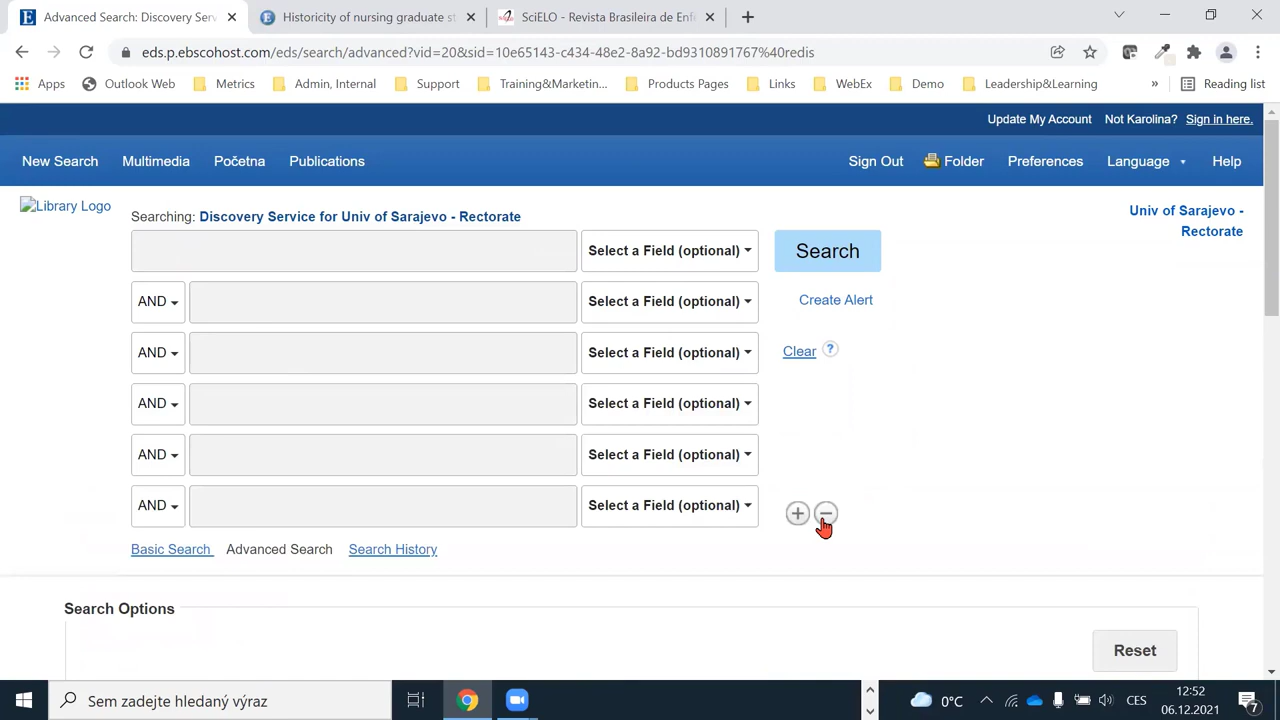 Advanced Search: Discovery Serv
Historicity of nursing graduate st
SciELO - Revista Brasileira de Enf
eds.p.ebscohost.com/eds/search/advanced?vid=20&sid=10e65143-c434-48e2-8a92-bd9310891767%40redis
Apps
Outlook Web
Metrics
Admin, Internal
Support
Training&Marketin...
Products Pages
Links
WebEx
Demo
Leadership&Learning
»
Reading list
Update My Account
Not Karolina?
Sign in here.
New Search
Multimedia
Početna
Publications
Sign Out
Folder
Preferences
Language
Help
Library Logo
Searching: Discovery Service for Univ of Sarajevo - Rectorate
Univ of Sarajevo -
Rectorate
Select a Field (optional)
Search
AND
Select a Field (optional)
Create Alert
AND
Select a Field (optional)
Clear
?
AND
Select a Field (optional)
AND
Select a Field (optional)
AND
Select a Field (optional)
Basic Search
Advanced Search
Search History
Search Options
Reset
Sem zadejte hledaný výraz
0°C
CES
12:52
06.12.2021
7